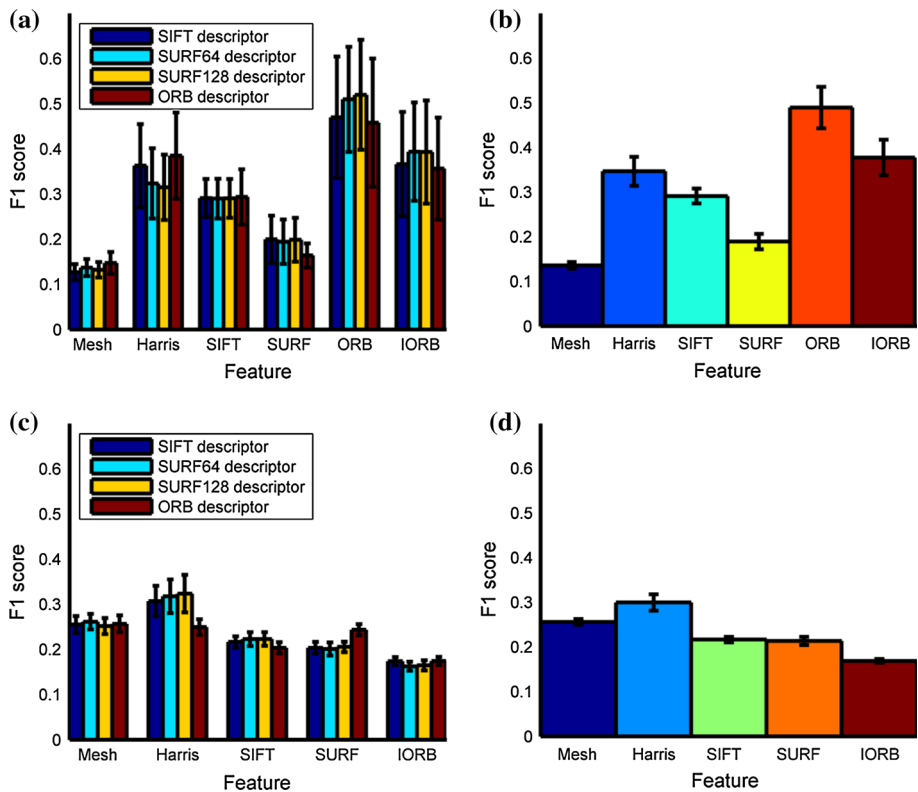 (a)
SIFT descriptor
SURF64 descriptor
SURF128 descriptor
ORB descriptor
0.6
0.5
0.4
0.3
0.2
0.1
0
F1 score
Mesh Harris SIFT SURF ORB IORB
Feature
(b)
0.6
0.5
0.4
0.3
0.2
0.1
0
F1 score
Mesh Harris SIFT SURF ORB IORB
Feature
(c)
SIFT descriptor
SURF64 descriptor
SURF128 descriptor
ORB descriptor
0.6
0.5
0.4
0.3
0.2
0.1
0
F1 score
Mesh Harris SIFT SURF IORB
Feature
(d)
0.6
0.5
0.4
0.3
0.2
0.1
0
F1 score
Mesh Harris SIFT SURF IORB
Feature